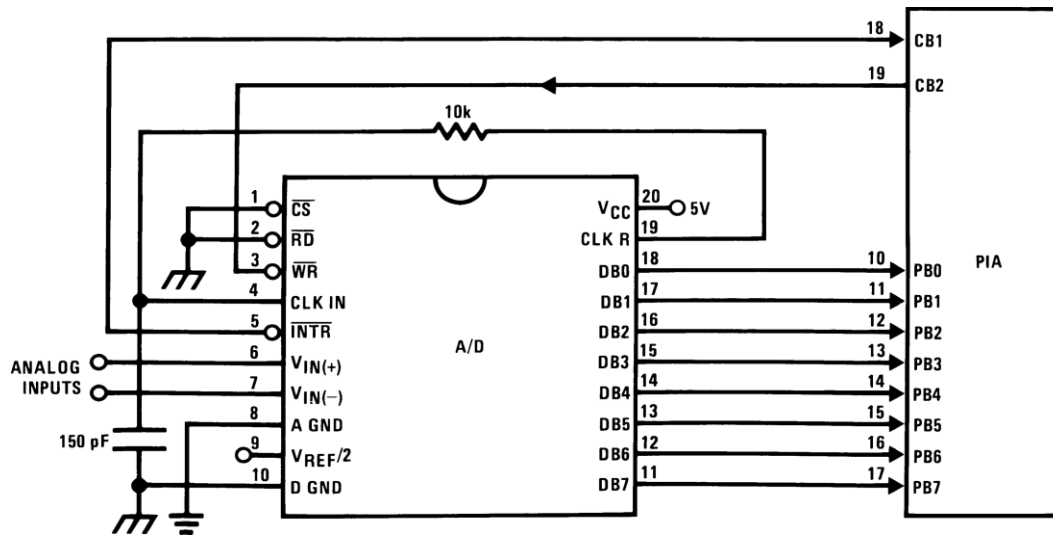 18
CB1
19
CB2
10k
1
CS
2
RD
3
WR
4
CLK IN
5
INTR
6
VIN(+)
7
VIN(−)
8
A GND
9
VREF/2
10
D GND
ANALOG
INPUTS
150 pF
A/D
20
VCC
5V
19
CLK R
18
DB0
17
DB1
16
DB2
15
DB3
14
DB4
13
DB5
12
DB6
11
DB7
10
PB0
11
PB1
12
PB2
13
PB3
14
PB4
15
PB5
16
PB6
17
PB7
PIA